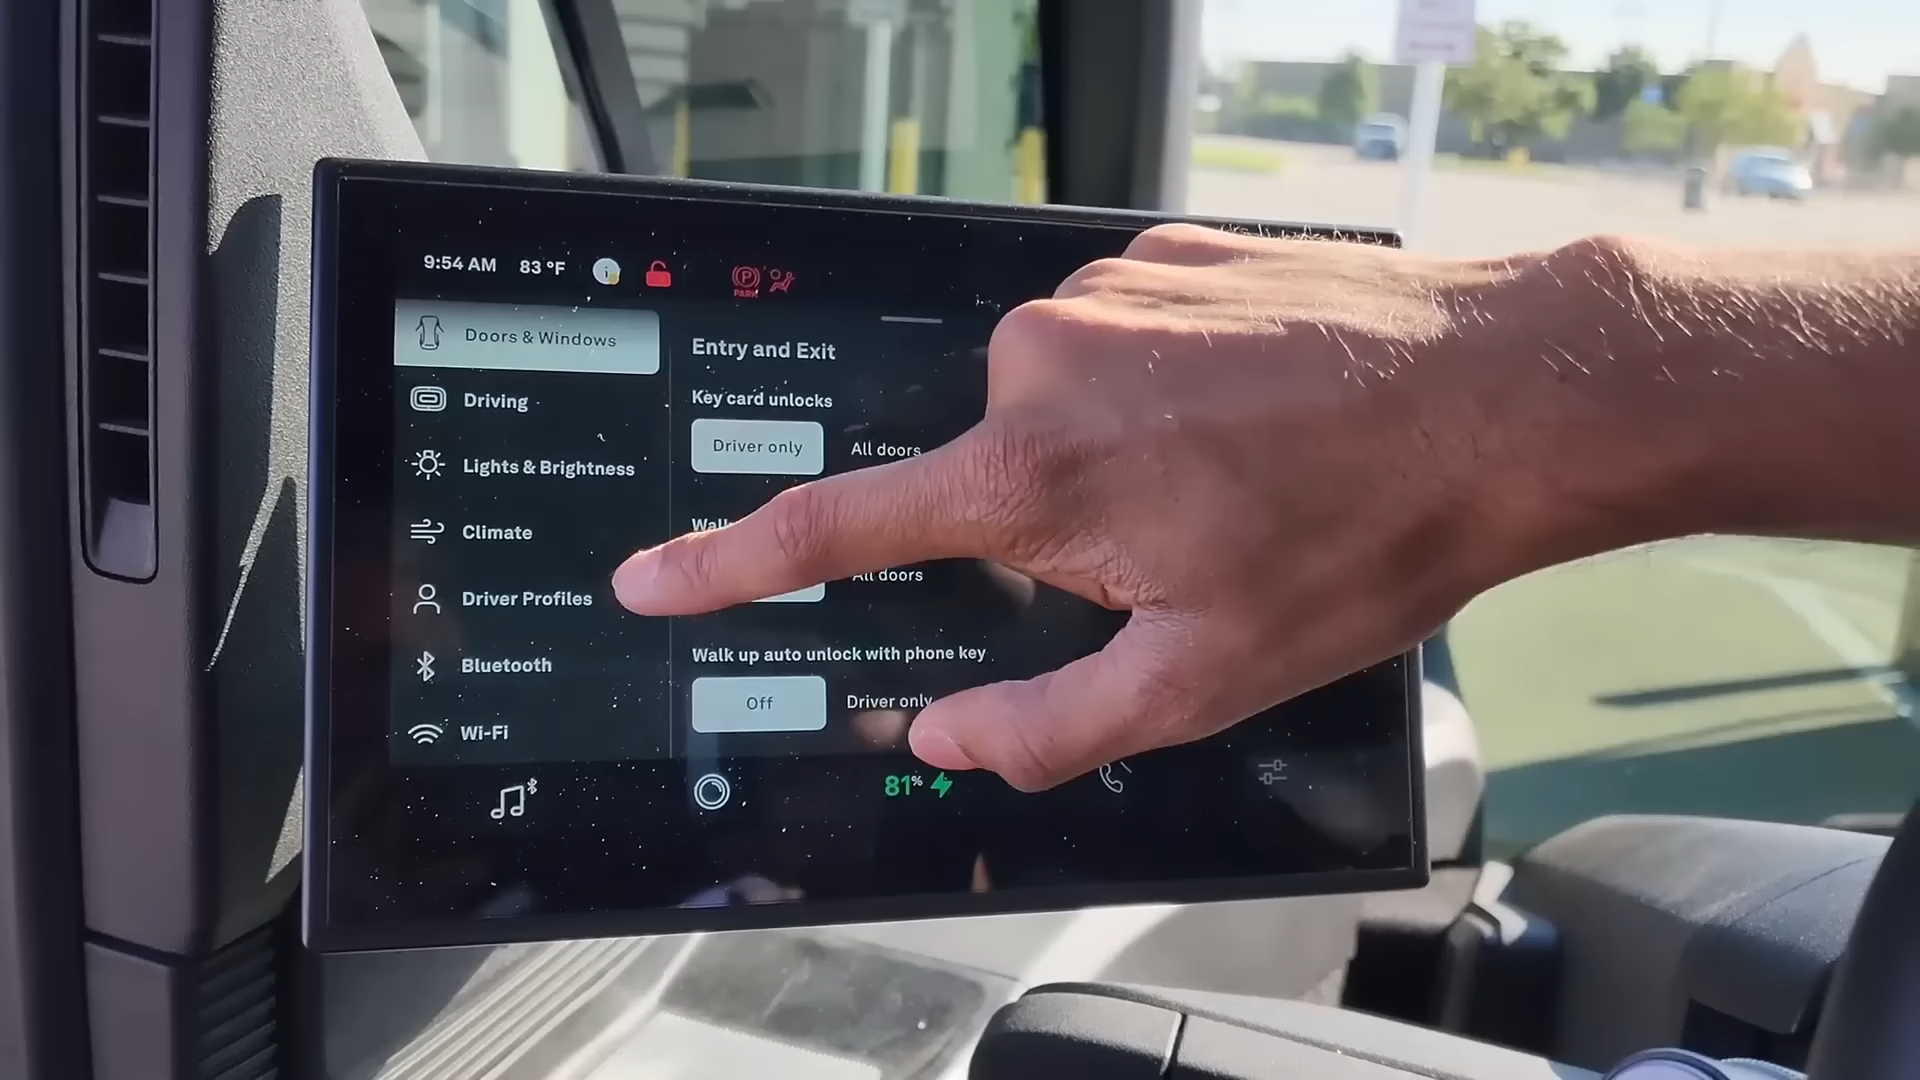 9:54 AM 83 °F
PARK
Doors & Windows
Entry and Exit
Driving
Key card unlocks
Driver only All doors
Lights & Brightness
Climate
All doors
Driver Profiles
Bluetooth
Walk up auto unlock with phone key
Off Driver only
Wi-Fi
81%